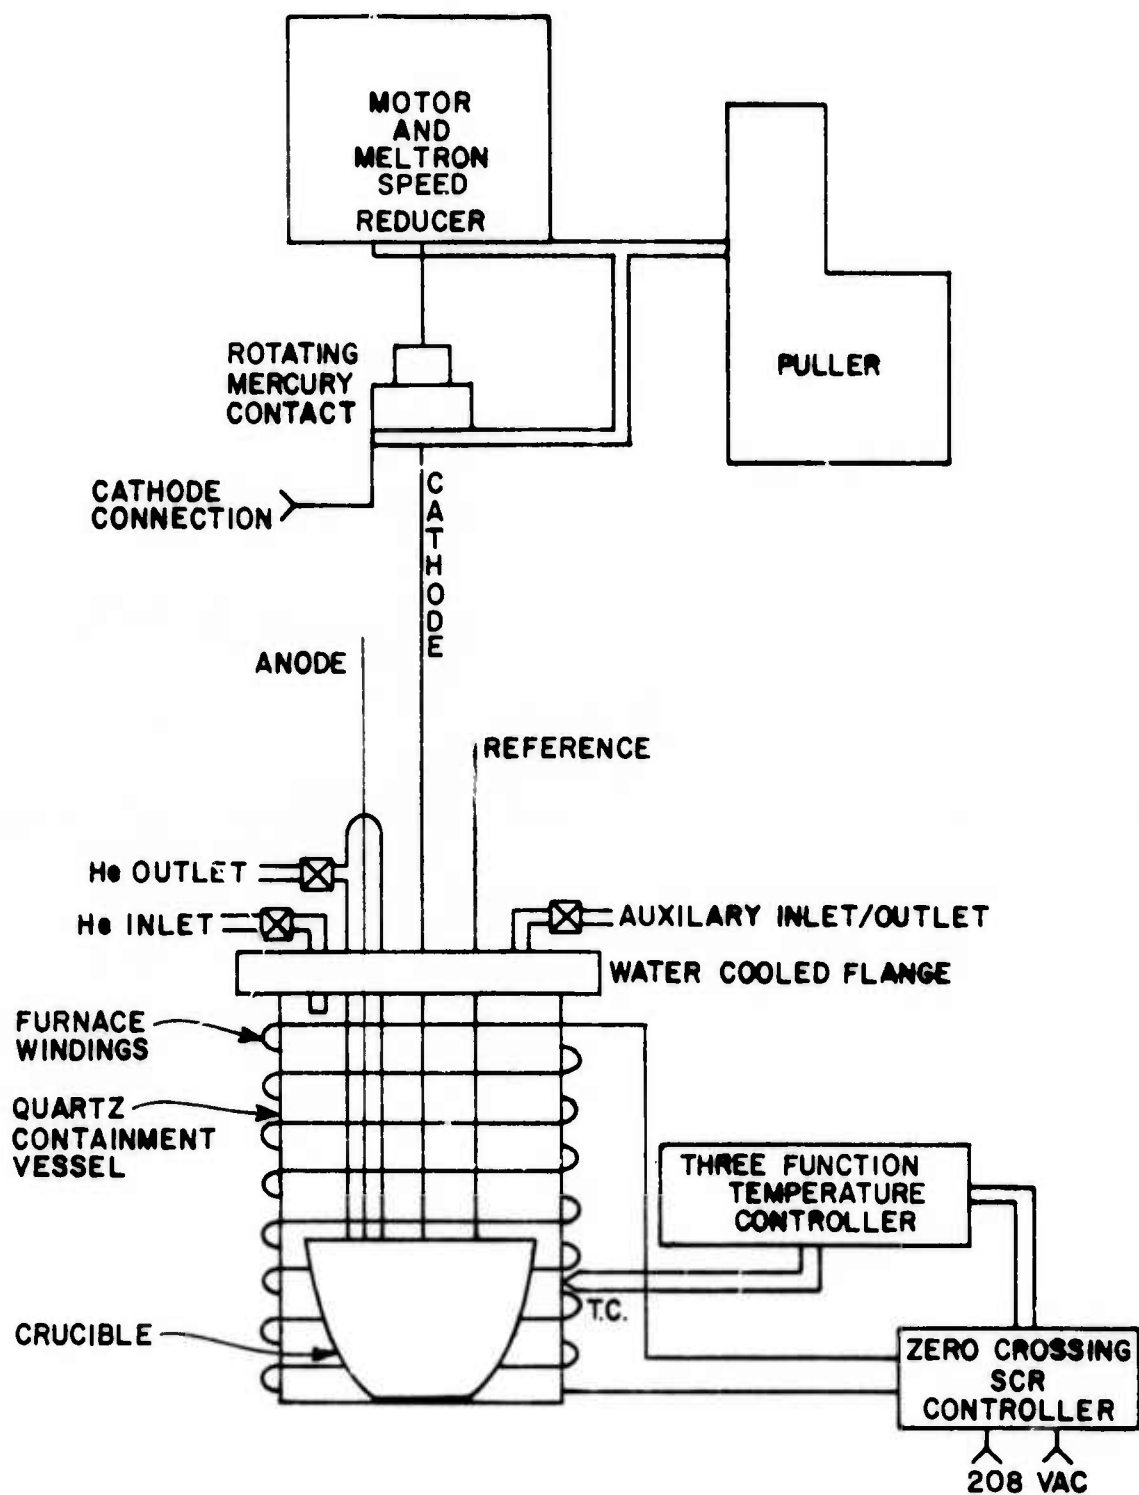 MOTOR
AND
MELTRON
SPEED
REDUCER
PULLER
ROTATING
MERCURY
CONTACT
CATHODE
CONNECTION
CATHODE
ANODE
REFERENCE
He OUTLET
He INLET
AUXILARY INLET/OUTLET
WATER COOLED FLANGE
FURNACE
WINDINGS
QUARTZ
CONTAINMENT
VESSEL
THREE FUNCTION
TEMPERATURE
CONTROLLER
T.C.
CRUCIBLE
ZERO CROSSING
SCR
CONTROLLER
208 VAC